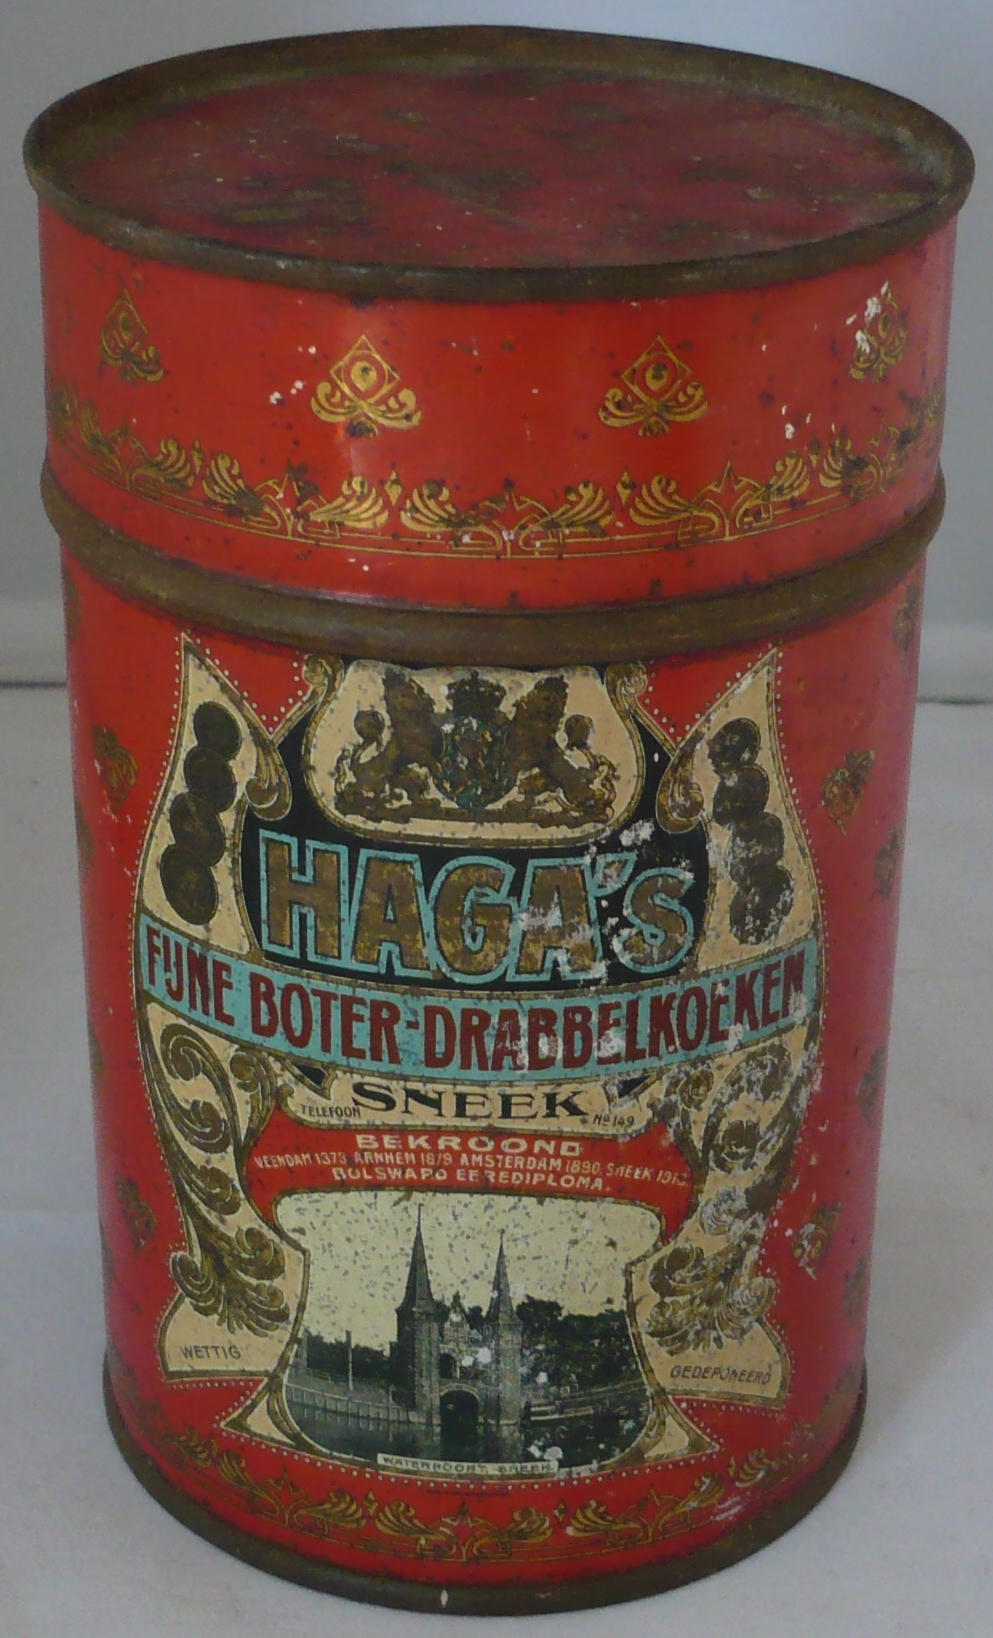 HAGA'S
FIJNE BOTER-DRABBELKOEKEN
SNEEK
TELEFOON No 149
BEKROOND
VEENDAM 1873 ARNHEM 1879 AMSTERDAM 1890. SNEEK
BOLSWARD EEREDIPLOMA.
WETTIG GEDEPONEERD
WATERPOORT. SNEEK.